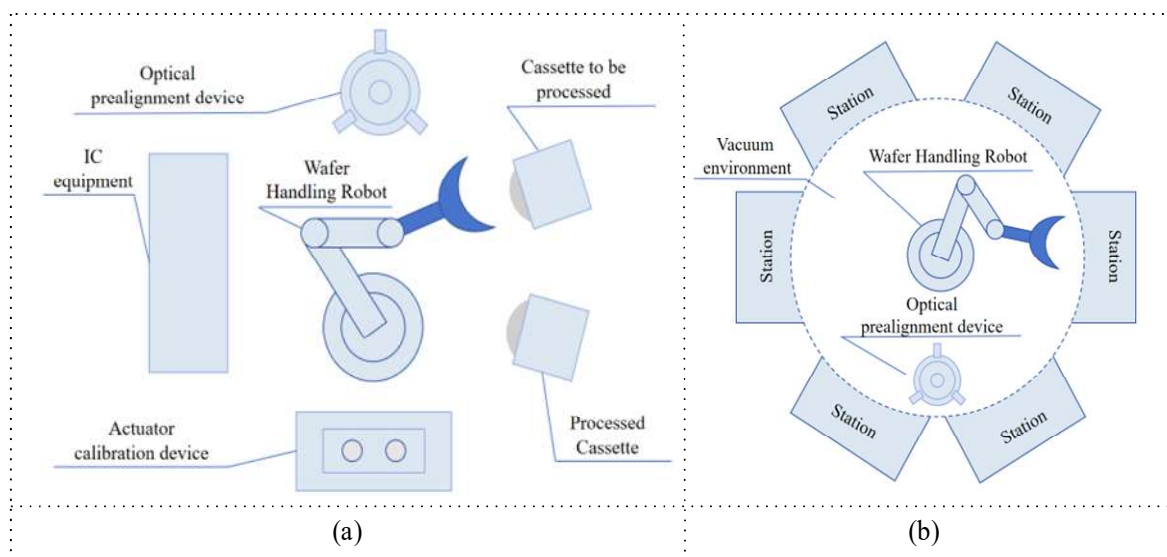 Optical
prealignment device
Cassette to be
processed
IC
equipment
Wafer
Handling Robot
Actuator
calibration device
Processed
Cassette
(a)
Station
Station
Vacuum
environment
Wafer Handling Robot
Station
Station
Optical
prealignment device
Station
Station
(b)